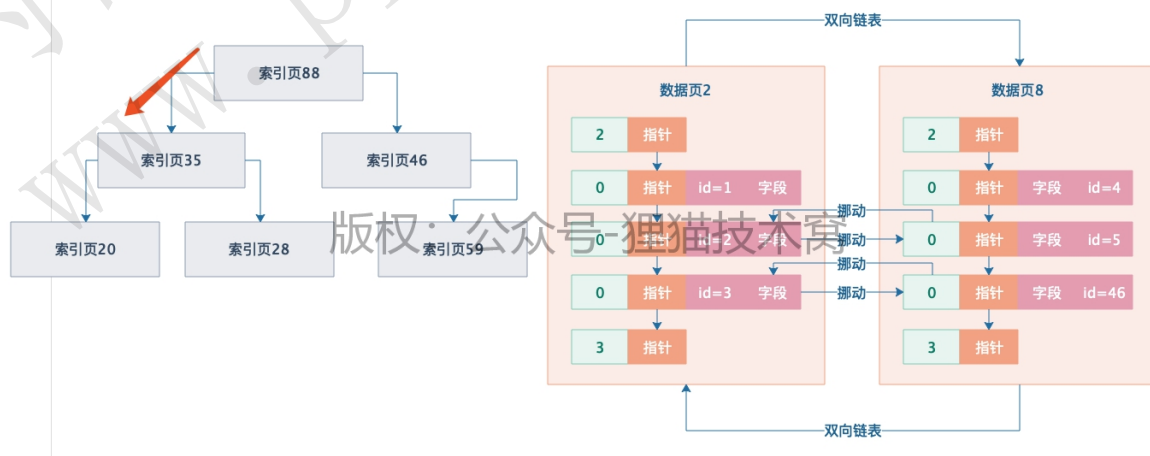 索引页88
索引页35
索引页46
索引页20
索引页28
索引页59
双向链表
数据页2
2 指针
0 指针 id=1 字段
0 指针 id=2 字段
0 指针 id=3 字段
3 指针
挪动
挪动
挪动
挪动
数据页8
2 指针
0 指针 字段 id=4
0 指针 字段 id=5
0 指针 字段 id=46
3 指针
双向链表
版权：公众号-狸猫技术窝
www.